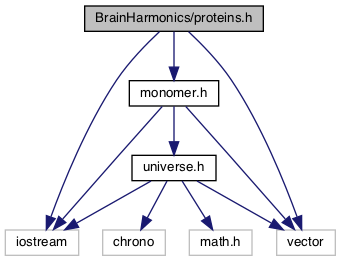 BrainHarmonics/proteins.h
monomer.h
universe.h
iostream
chrono
math.h
vector